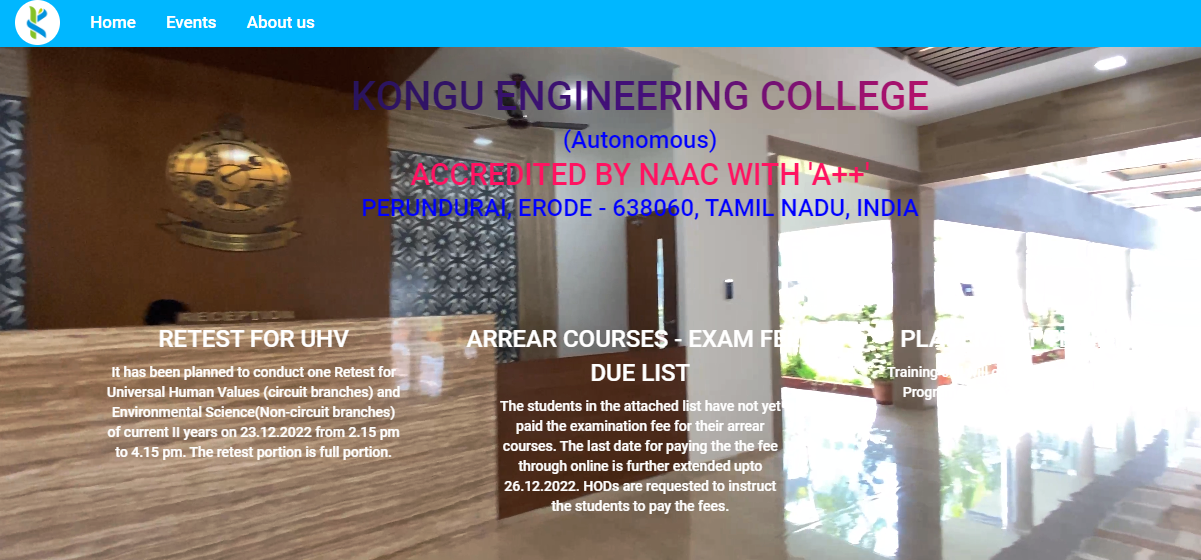 Home Events About us
KONGU ENGINEERING COLLEGE
(Autonomous)
ACCREDITED BY NAAC WITH 'A++'
PERUNDURAI, ERODE - 638060, TAMIL NADU, INDIA
RECEPTION
RETEST FOR UHV
It has been planned to conduct one Retest for
Universal Human Values (circuit branches) and
Environmental Science(Non-circuit branches)
of current II years on 23.12.2022 from 2.15 pm
to 4.15 pm. The retest portion is full portion.
ARREAR COURSES - EXAM FEE
DUE LIST
The students in the attached list have not yet
paid the examination fee for their arrear
courses. The last date for paying the the fee
through online is further extended upto
26.12.2022. HODs are requested to instruct
the students to pay the fees.
Training